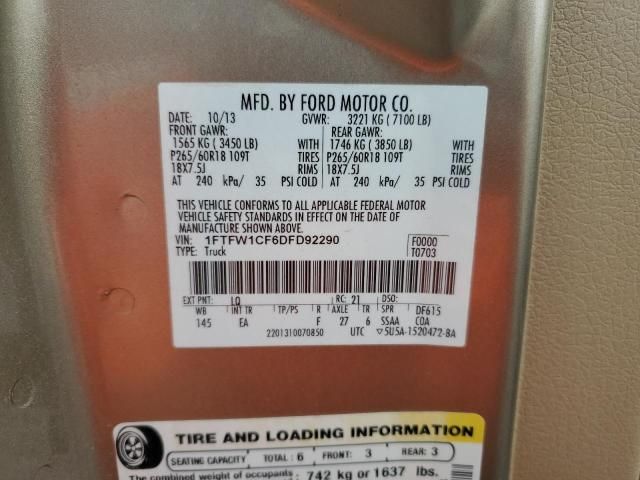 MFD. BY FORD MOTOR CO.
DATE: 10/13 GVWR: 3221 KG ( 7100 LB)
FRONT GAWR: REAR GAWR:
1565 KG ( 3450 LB) WITH 1746 KG ( 3850 LB) WITH
P265/60R18 109T TIRES P265/60R18 109T TIRES
18X7.5J RIMS 18X7.5J RIMS
AT 240 kPa/ 35 PSI COLD AT 240 kPa/ 35 PSI COLD
THIS VEHICLE CONFORMS TO ALL APPLICABLE FEDERAL MOTOR
VEHICLE SAFETY STANDARDS IN EFFECT ON THE DATE OF
MANUFACTURE SHOWN ABOVE.
VIN: 1FTFW1CF6DFD92290 F0000
TYPE: Truck T0703
EXT PNT: LQ RC: 21 DSO:
WB INT TR TP/PS R AXLE TR SPR DF615
145 EA F 27 6 SSAA COA
2201310070850 UTC 5U5A-1520472-BA
TIRE AND LOADING INFORMATION
SEATING CAPACITY TOTAL: 6 FRONT: 3 REAR: 3
The combined weight of occupants 742 kg or 1637 lbs.